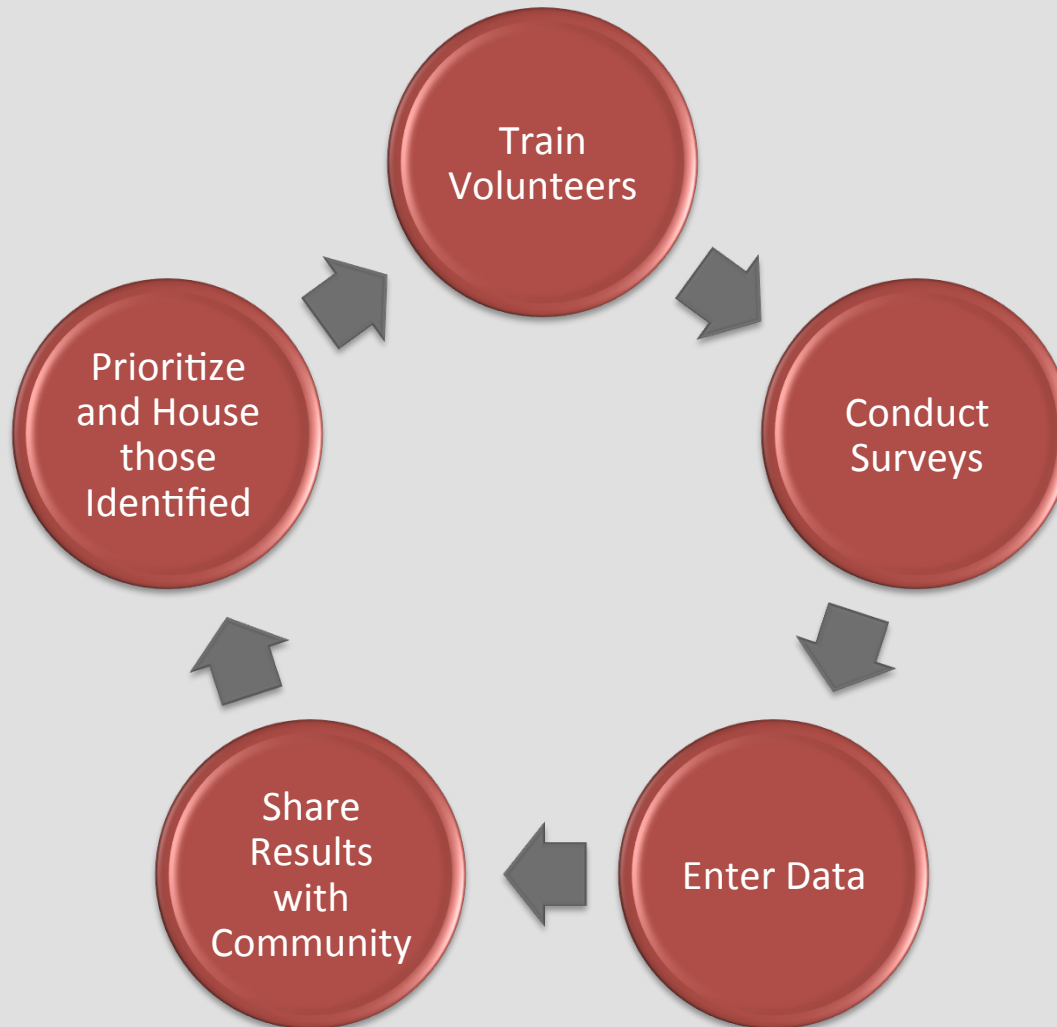 Train
Volunteers
Conduct
Surveys
Enter Data
Share
Results
with
Community
Prioritize
and House
those
Identified